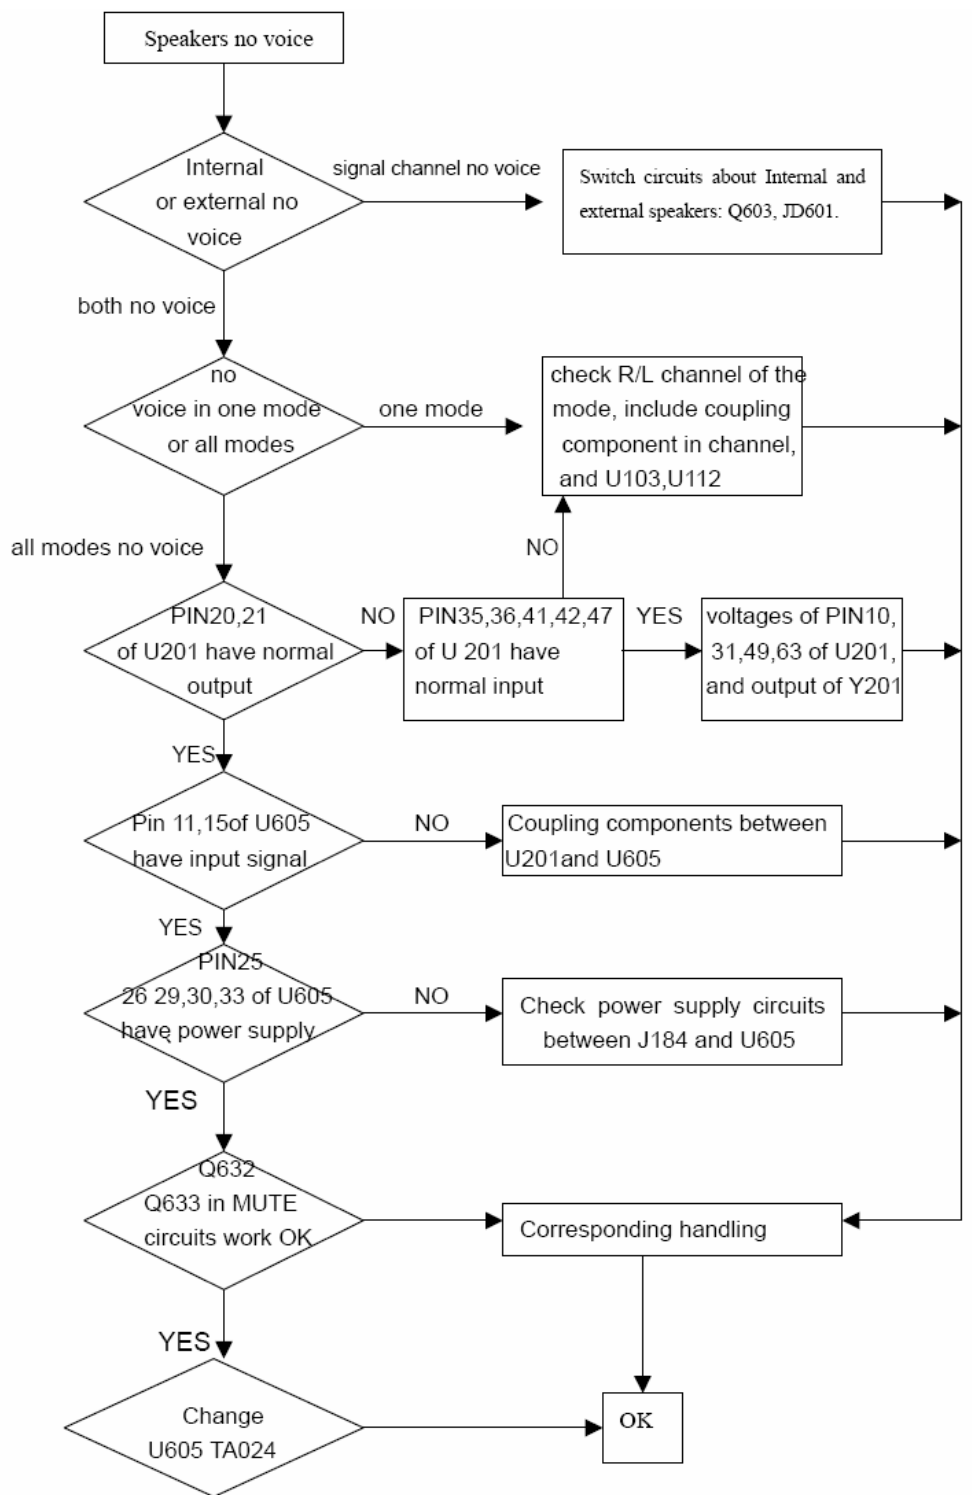 Speakers no voice
Internal
or external no
voice
signal channel no voice
Switch circuits about Internal and
external speakers: Q603, JD601.
both no voice
no
voice in one mode
or all modes
one mode
check R/L channel of the
mode, include coupling
component in channel,
and U103,U112
all modes no voice
NO
PIN20,21
of U201 have normal
output
NO
PIN35,36,41,42,47
of U 201 have
normal input
YES
voltages of PIN10,
31,49,63 of U201,
and output of Y201
YES
Pin 11,15of U605
have input signal
NO
Coupling components between
U201and U605
YES
PIN25
26 29,30,33 of U605
have power supply
NO
Check power supply circuits
between J184 and U605
YES
Q632
Q633 in MUTE
circuits work OK
Corresponding handling
YES
Change
U605 TA024
OK